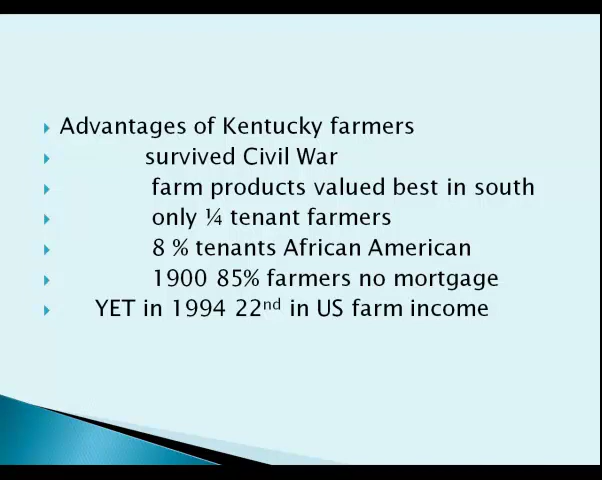 Advantages of Kentucky farmers
survived Civil War
farm products valued best in south
only ¼ tenant farmers
8 % tenants African American
1900 85% farmers no mortgage
YET in 1994 22nd in US farm income